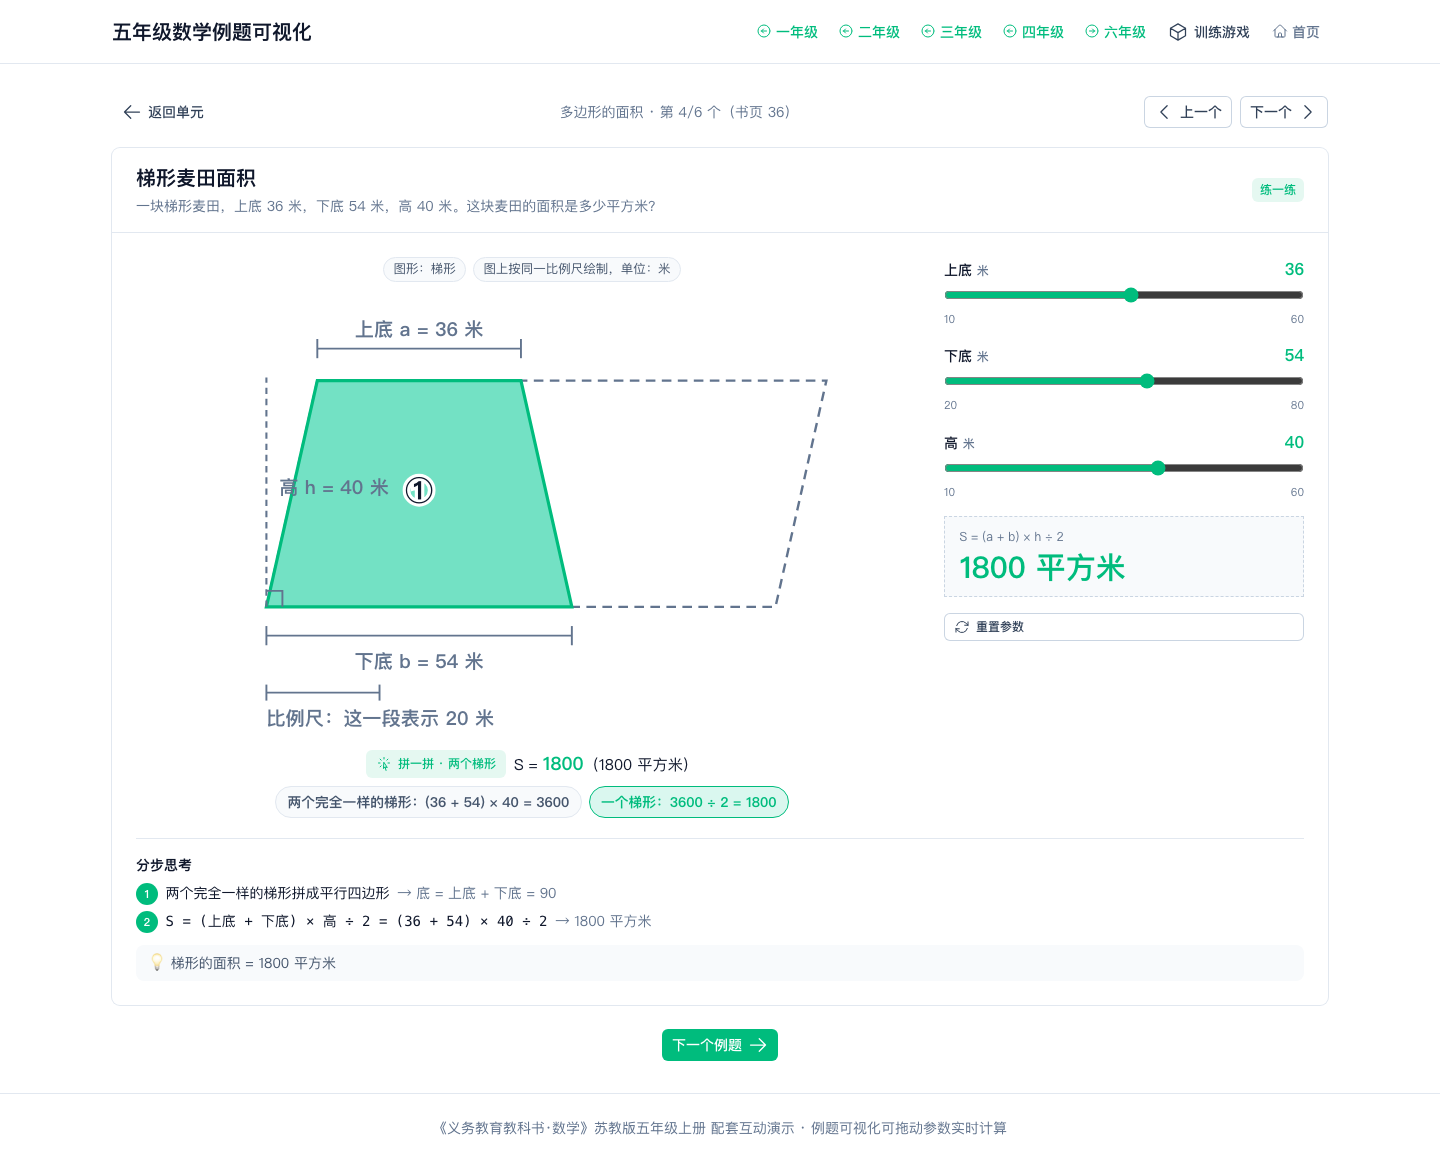 五年级数学例题可视化
一年级 二年级 三年级 四年级 六年级 训练游戏 首页
返回单元
多边形的面积 · 第 4/6 个（书页 36）
上一个 下一个
梯形麦田面积
一块梯形麦田，上底 36 米，下底 54 米，高 40 米。这块麦田的面积是多少平方米？
练一练
图形：梯形 图上按同一比例尺绘制，单位：米
上底 a = 36 米
高 h = 40 米 ①
下底 b = 54 米
比例尺：这一段表示 20 米
拼一拼 · 两个梯形 S = 1800（1800 平方米）
两个完全一样的梯形：(36 + 54) × 40 = 3600 一个梯形：3600 ÷ 2 = 1800
上底 米 36
10 60
下底 米 54
20 80
高 米 40
10 60
S = (a + b) × h ÷ 2
1800 平方米
重置参数
分步思考
1 两个完全一样的梯形拼成平行四边形 → 底 = 上底 + 下底 = 90
2 S = (上底 + 下底) × 高 ÷ 2 = (36 + 54) × 40 ÷ 2 → 1800 平方米
梯形的面积 = 1800 平方米
下一个例题
《义务教育教科书·数学》苏教版五年级上册 配套互动演示 · 例题可视化可拖动参数实时计算